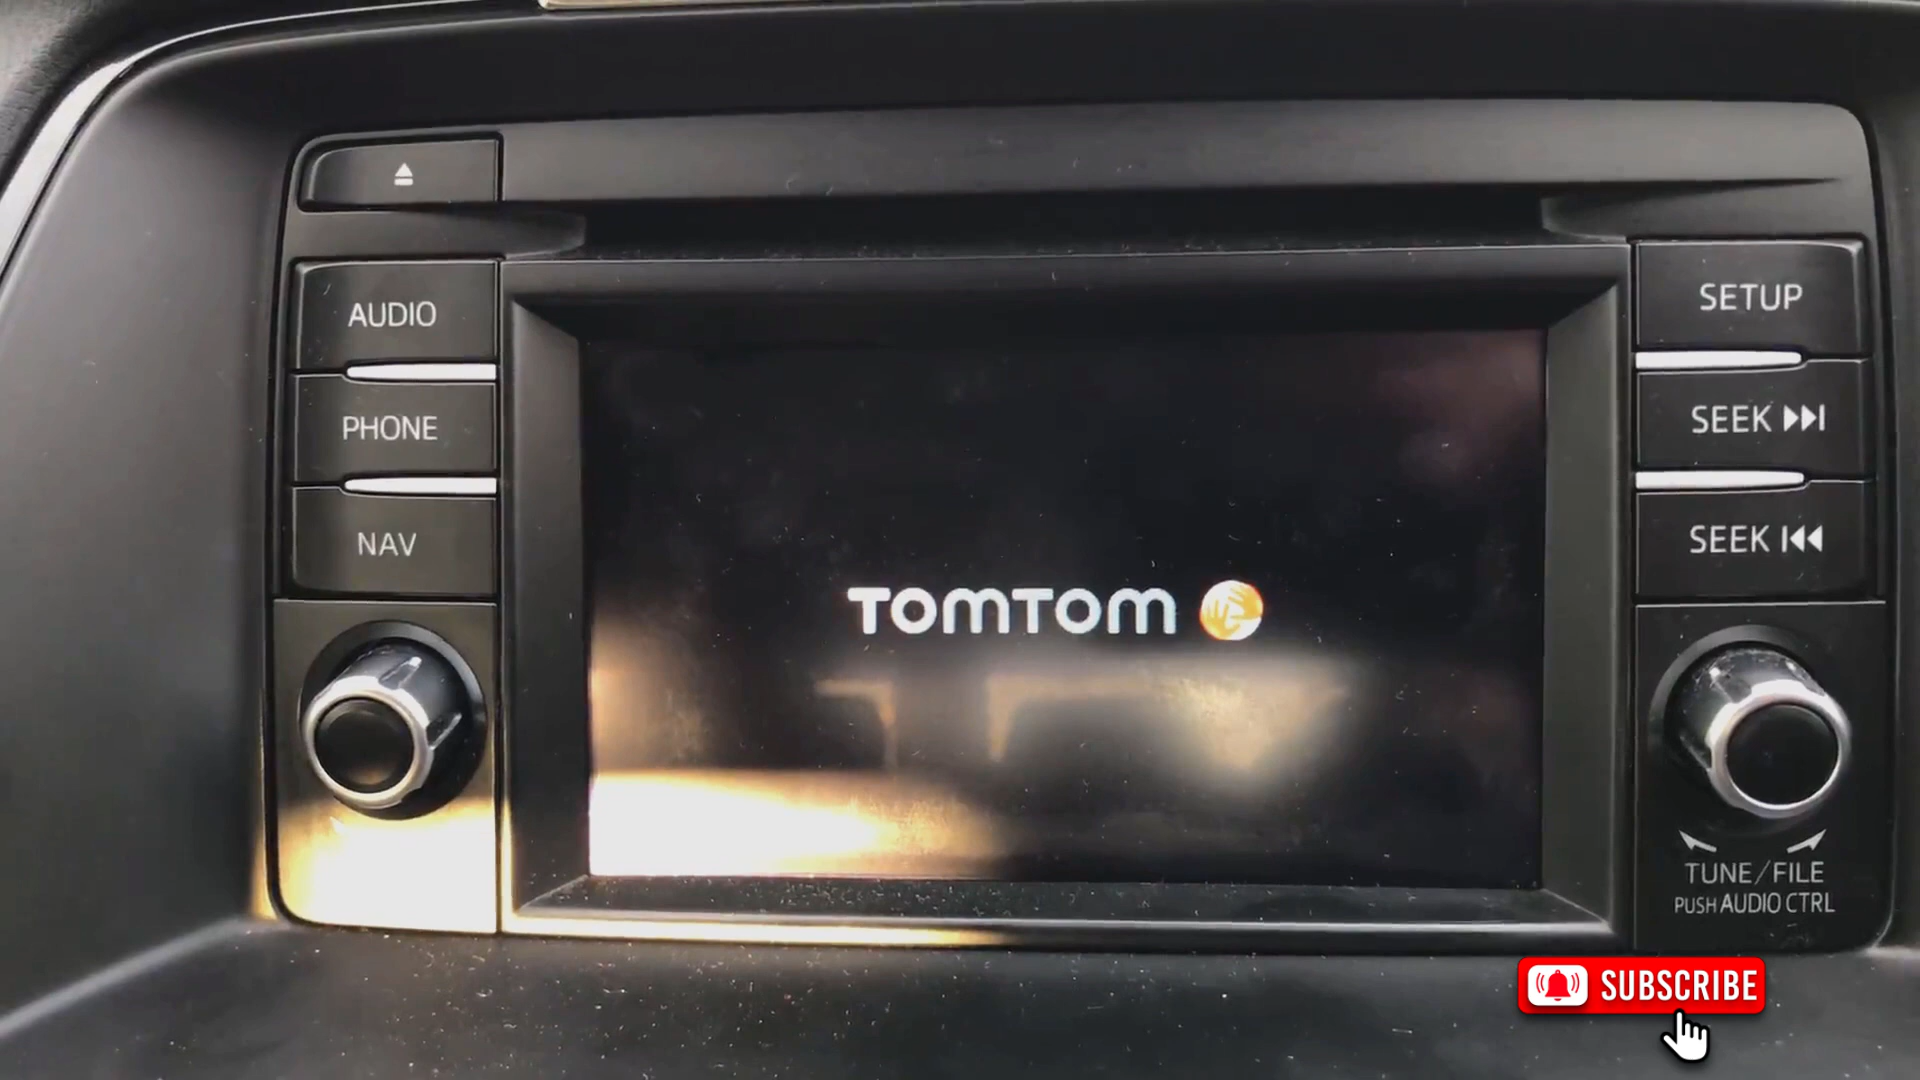 AUDIO
PHONE
NAV
SETUP
SEEK
SEEK
TOMTOM
TUNE/FILE
PUSH AUDIO CTRL
SUBSCRIBE